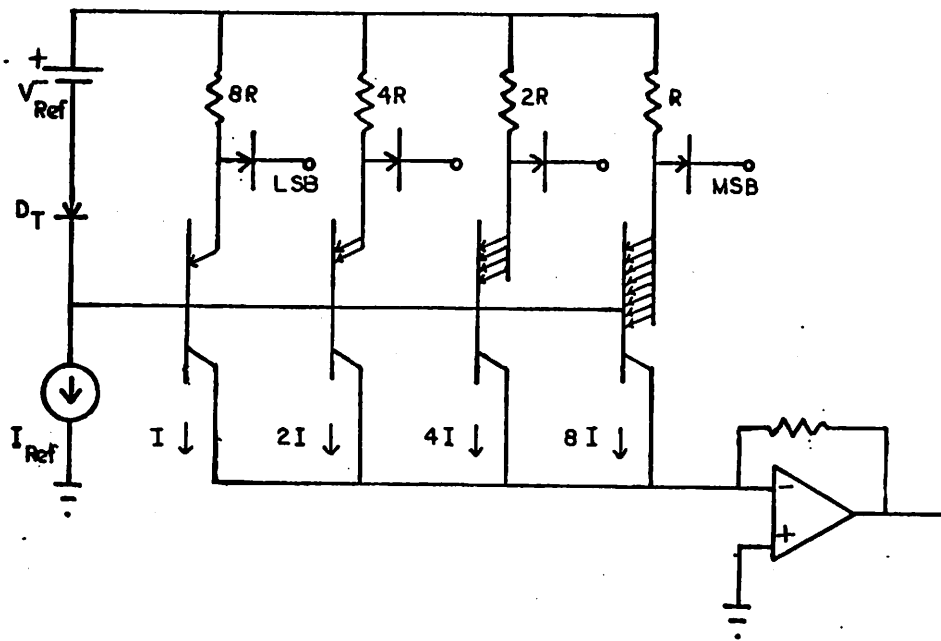 +
V Ref
8R
4R
2R
R
LSB
MSB
D T
I Ref
I
2I
4I
8I
-
+